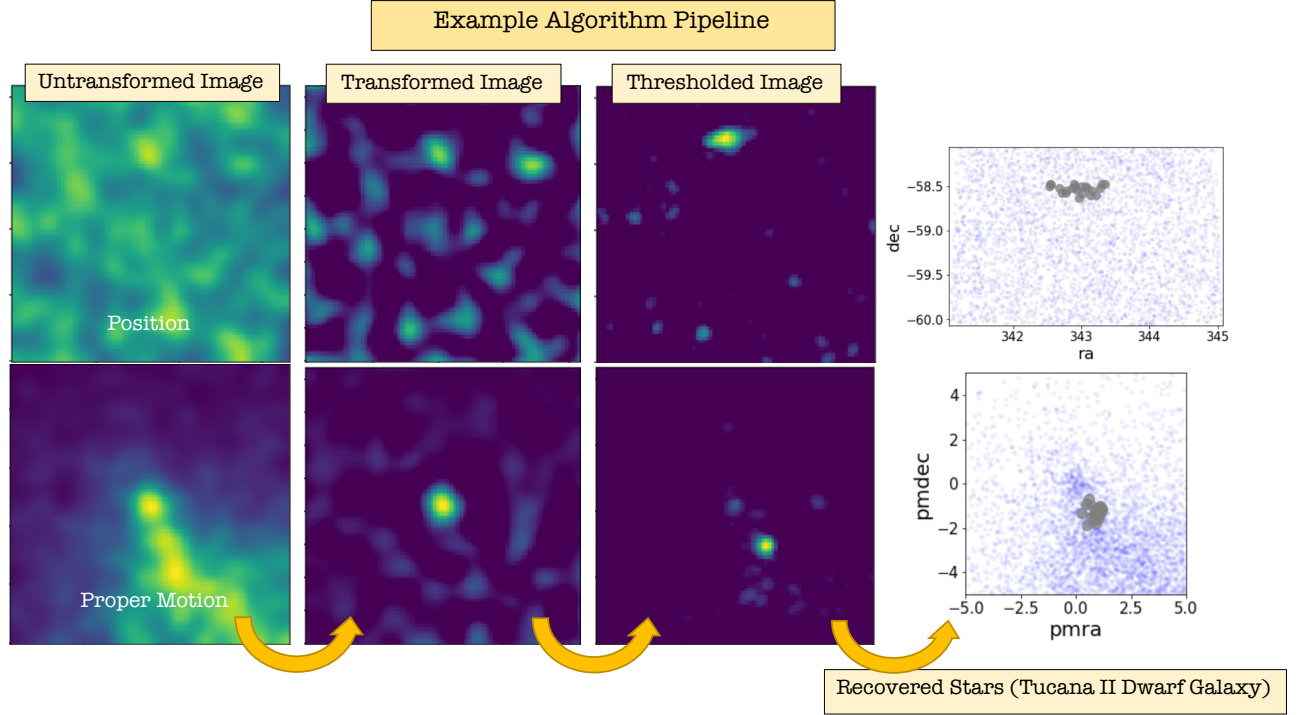 Example Algorithm Pipeline
Untransformed Image
Transformed Image
Thresholded Image
Position
Proper Motion
−58.5
−59.0
−59.5
−60.0
dec
342
343
344
345
ra
4
2
0
−2
−4
pmdec
−5.0
−2.5
0.0
2.5
5.0
pmra
Recovered Stars (Tucana II Dwarf Galaxy)